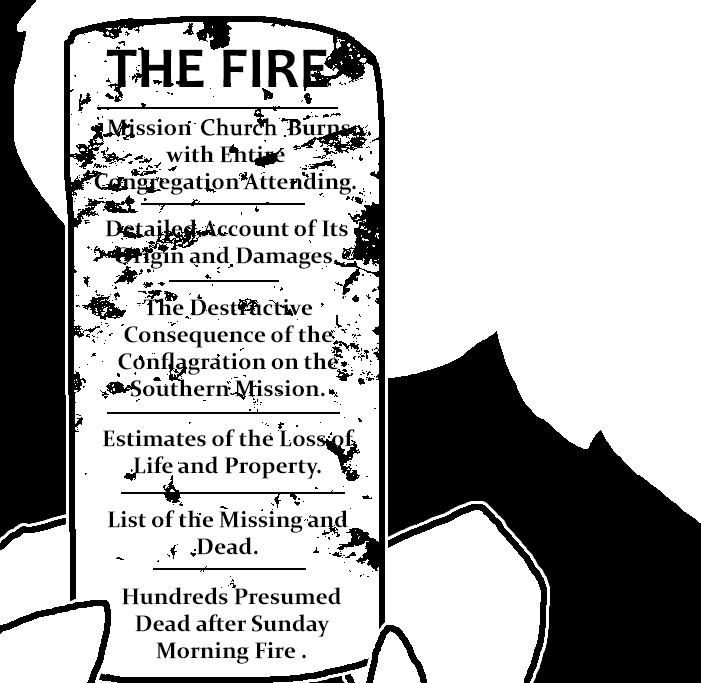 THE FIRE
Mission Church Burns
with Entire
Congregation Attending.
Detailed Account of Its
Origin and Damages.
The Destructive
Consequence of the
Conflagration on the
Southern Mission.
Estimates of the Loss of
Life and Property.
List of the Missing and
Dead.
Hundreds Presumed
Dead after Sunday
Morning Fire .